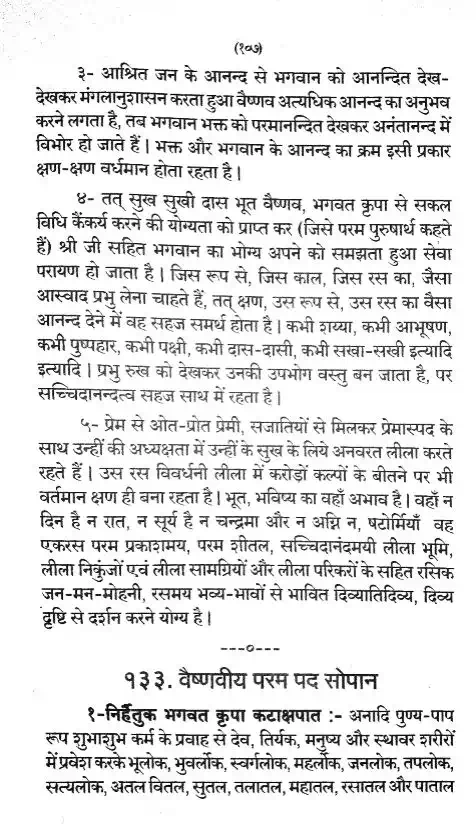 (१०७)
३- आश्रित जन के आनन्द से भगवान को आनन्दित देख-
देखकर मंगलानुशासन करता हुआ वैष्णव अत्यधिक आनन्द का अनुभव
करने लगता है, तब भगवान भक्त को परमानन्दित देखकर अनंतानन्द में
विभोर हो जाते हैं । भक्त और भगवान के आनन्द का क्रम इसी प्रकार
क्षण-क्षण वर्धमान होता रहता है ।
४- तत् सुख सुखी दास भूत वैष्णव, भगवत कृपा से सकल
विधि कैंकर्य करने की योग्यता को प्राप्त कर (जिसे परम पुरुषार्थ कहते
हैं) श्री जी सहित भगवान का भोग्य अपने को समझता हुआ सेवा
परायण हो जाता है । जिस रूप से, जिस काल, जिस रस का, जैसा
आस्वाद प्रभु लेना चाहते हैं, तत् क्षण, उस रूप से, उस रस का वैसा
आनन्द देने में वह सहज समर्थ होता है । कभी शय्या, कभी आभूषण,
कभी पुष्पहार, कभी पक्षी, कभी दास-दासी, कभी सखा-सखी इत्यादि
इत्यादि । प्रभु रुख को देखकर उनकी उपभोग वस्तु बन जाता है, पर
सच्चिदानन्दत्व सहज साथ में रहता है ।
५- प्रेम से ओत-प्रोत प्रेमी, सजातियों से मिलकर प्रेमास्पद के
साथ उन्हीं की अध्यक्षता में उन्हीं के सुख के लिये अनवरत लीला करते
रहते हैं । उस रस विवर्धनी लीला में करोड़ों कल्पों के बीतने पर भी
वर्तमान क्षण ही बना रहता है । भूत, भविष्य का वहाँ अभाव है । वहाँ न
दिन है न रात, न सूर्य है न चन्द्रमा और न अग्नि न, षटोर्मियाँ वह
एकरस परम प्रकाशमय, परम शीतल, सच्चिदानंदमयी लीला भूमि,
लीला निकुंजों एवं लीला सामग्रियों और लीला परिकरों के सहित रसिक
जन-मन-मोहनी, रसमय भव्य-भावों से भावित दिव्यातिदिव्य, दिव्य
दृष्टि से दर्शन करने योग्य है ।
---०---
१३३. वैष्णवीय परम पद सोपान
१-निर्हेतुक भगवत कृपा कटाक्षपात :- अनादि पुण्य-पाप
रूप शुभाशुभ कर्म के प्रवाह से देव, तिर्यक, मनुष्य और स्थावर शरीरों
में प्रवेश करके भूलोक, भुवर्लोक, स्वर्गलोक, महर्लोक, जनलोक, तपलोक,
सत्यलोक, अतल वितल, सुतल, तलातल, महातल, रसातल और पाताल